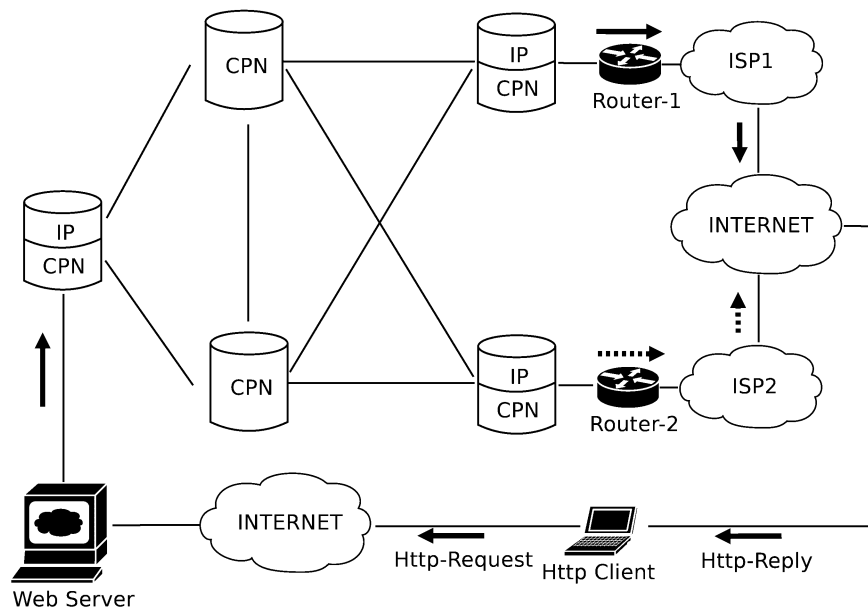 CPN
IP
CPN
Router-1
ISP1
IP
CPN
INTERNET
CPN
IP
CPN
Router-2
ISP2
INTERNET
Http-Request
Http Client
Http-Reply
Web Server